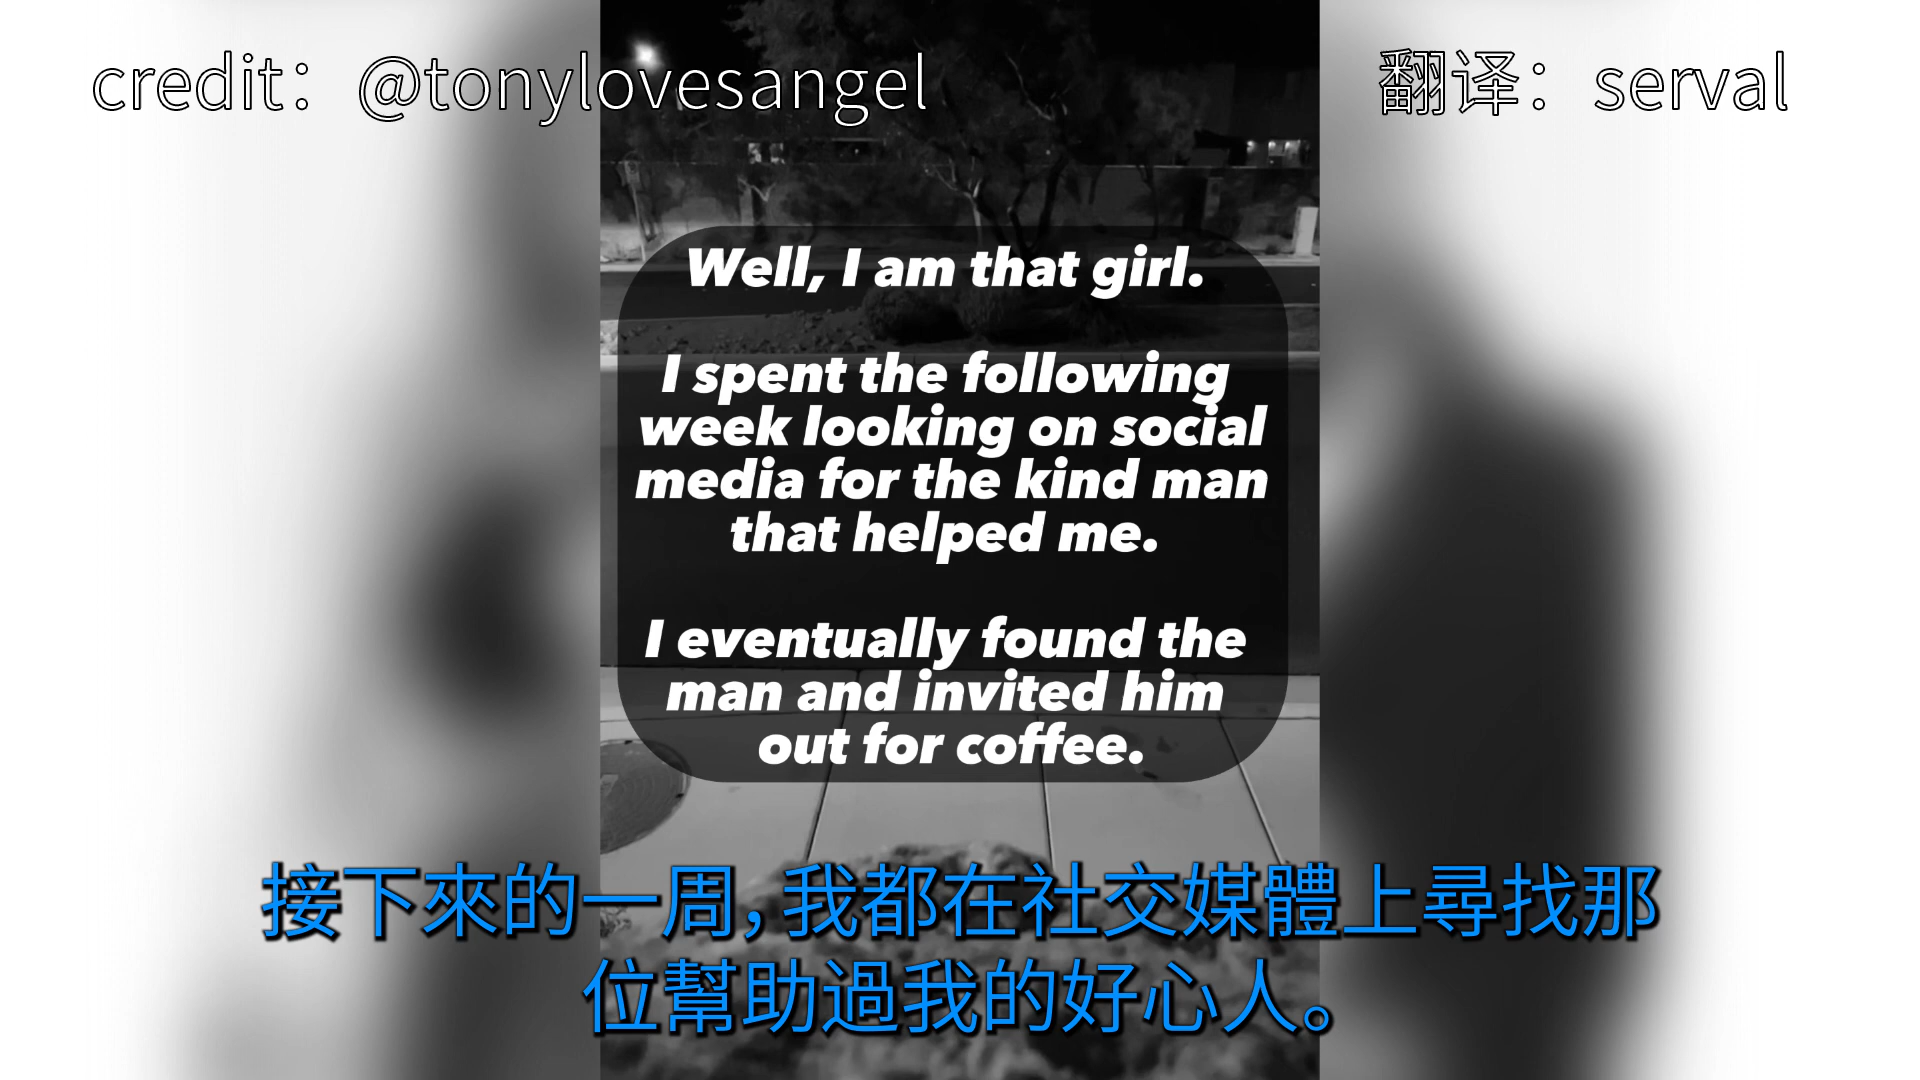 credit：@tonylovesangel
翻译：serval
Well, I am that girl.
I spent the following
week looking on social
media for the kind man
that helped me.
I eventually found the
man and invited him
out for coffee.
接下來的一周，我都在社交媒體上尋找那
位幫助過我的好心人。